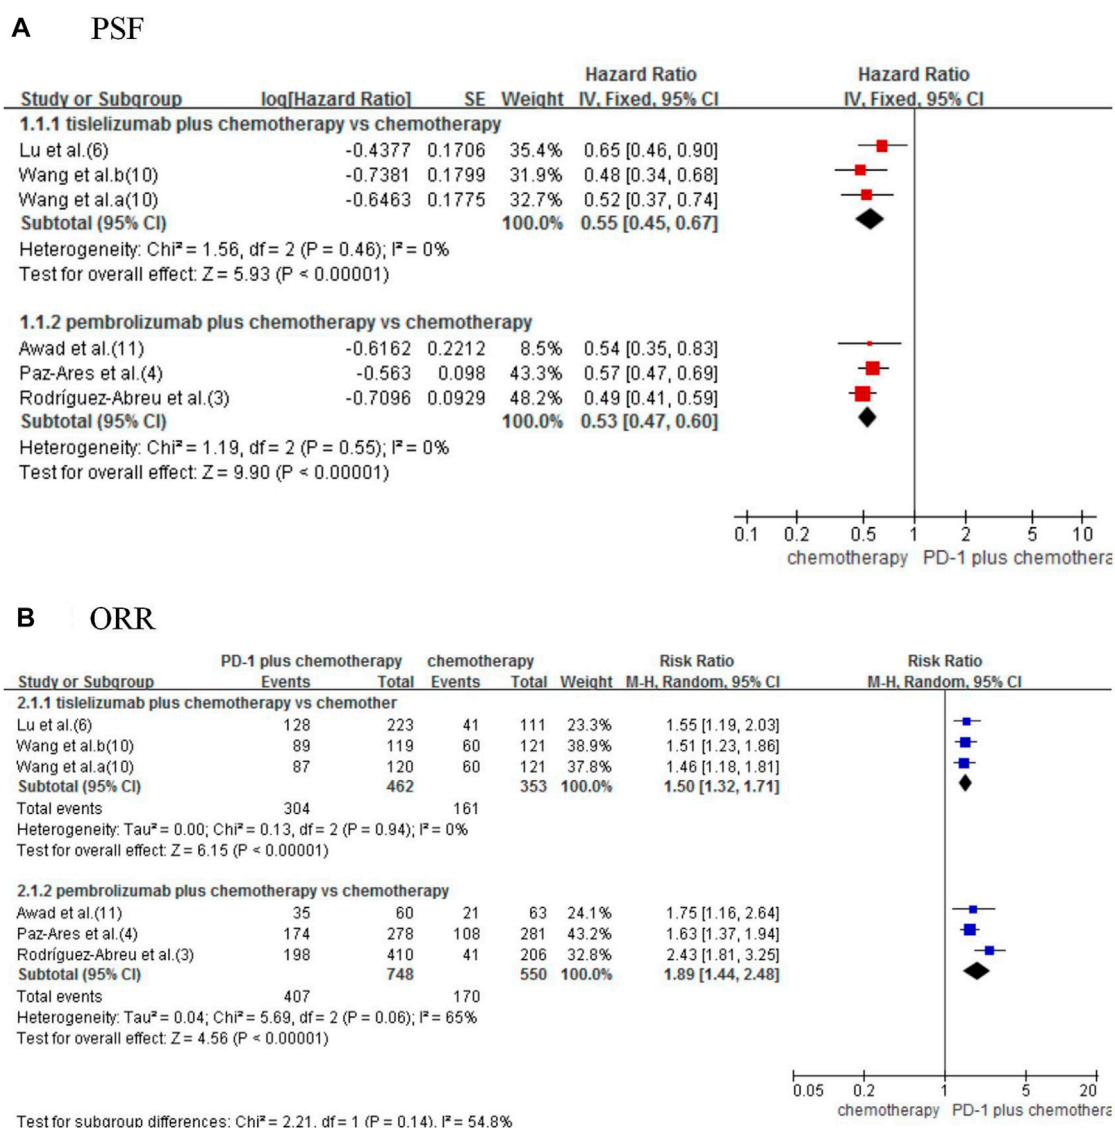 A PSF
Hazard Ratio Hazard Ratio
Study or Subgroup log[Hazard Ratio] SE Weight IV, Fixed, 95% CI IV, Fixed, 95% CI
1.1.1 tislelizumab plus chemotherapy vs chemotherapy
Lu et al.(6) -0.4377 0.1706 35.4% 0.65 [0.46, 0.90]
Wang et al.b(10) -0.7381 0.1799 31.9% 0.48 [0.34, 0.68]
Wang et al.a(10) -0.6463 0.1775 32.7% 0.52 [0.37, 0.74]
Subtotal (95% CI) 100.0% 0.55 [0.45, 0.67]
Heterogeneity: Chi² = 1.56, df = 2 (P = 0.46); I² = 0%
Test for overall effect: Z = 5.93 (P < 0.00001)
1.1.2 pembrolizumab plus chemotherapy vs chemotherapy
Awad et al.(11) -0.6162 0.2212 8.5% 0.54 [0.35, 0.83]
Paz-Ares et al.(4) -0.563 0.098 43.3% 0.57 [0.47, 0.69]
Rodríguez-Abreu et al.(3) -0.7096 0.0929 48.2% 0.49 [0.41, 0.59]
Subtotal (95% CI) 100.0% 0.53 [0.47, 0.60]
Heterogeneity: Chi² = 1.19, df = 2 (P = 0.55); I² = 0%
Test for overall effect: Z = 9.90 (P < 0.00001)
0.1 0.2 0.5 1 2 5 10
chemotherapy PD-1 plus chemothera
B ORR
PD-1 plus chemotherapy chemotherapy Risk Ratio Risk Ratio
Study or Subgroup Events Total Events Total Weight M-H, Random, 95% CI M-H, Random, 95% CI
2.1.1 tislelizumab plus chemotherapy vs chemother
Lu et al.(6) 128 223 41 111 23.3% 1.55 [1.19, 2.03]
Wang et al.b(10) 89 119 60 121 38.9% 1.51 [1.23, 1.86]
Wang et al.a(10) 87 120 60 121 37.8% 1.46 [1.18, 1.81]
Subtotal (95% CI) 462 353 100.0% 1.50 [1.32, 1.71]
Total events 304 161
Heterogeneity: Tau² = 0.00; Chi² = 0.13, df = 2 (P = 0.94); I² = 0%
Test for overall effect: Z = 6.15 (P < 0.00001)
2.1.2 pembrolizumab plus chemotherapy vs chemotherapy
Awad et al.(11) 35 60 21 63 24.1% 1.75 [1.16, 2.64]
Paz-Ares et al.(4) 174 278 108 281 43.2% 1.63 [1.37, 1.94]
Rodríguez-Abreu et al.(3) 198 410 41 206 32.8% 2.43 [1.81, 3.25]
Subtotal (95% CI) 748 550 100.0% 1.89 [1.44, 2.48]
Total events 407 170
Heterogeneity: Tau² = 0.04; Chi² = 5.69, df = 2 (P = 0.06); I² = 65%
Test for overall effect: Z = 4.56 (P < 0.00001)
0.05 0.2 1 5 20
chemotherapy PD-1 plus chemothera
Test for subgroup differences: Chi² = 2.21, df = 1 (P = 0.14), I² = 54.8%